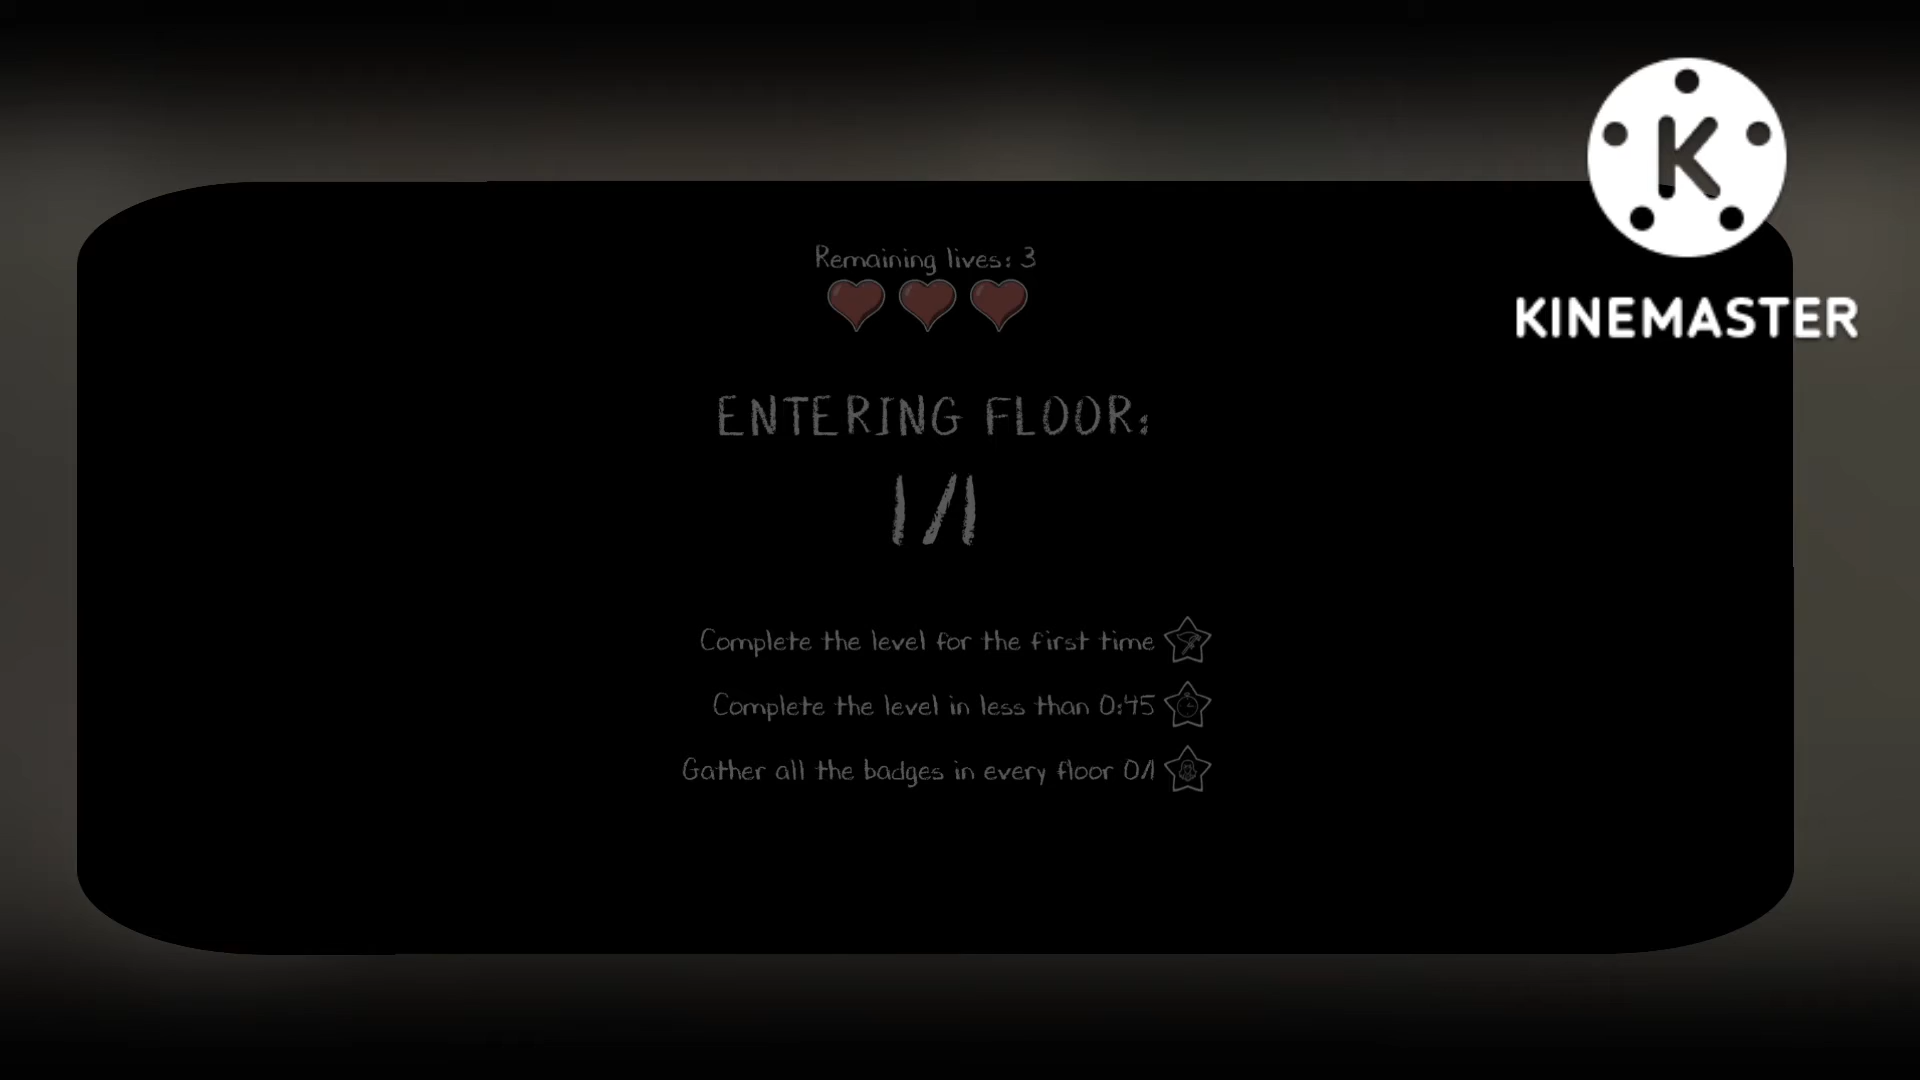 K
KINEMASTER
Remaining lives: 3
ENTERING FLOOR:
1/1
Complete the level for the first time
Complete the level in less than 0:45
Gather all the badges in every floor 0/1